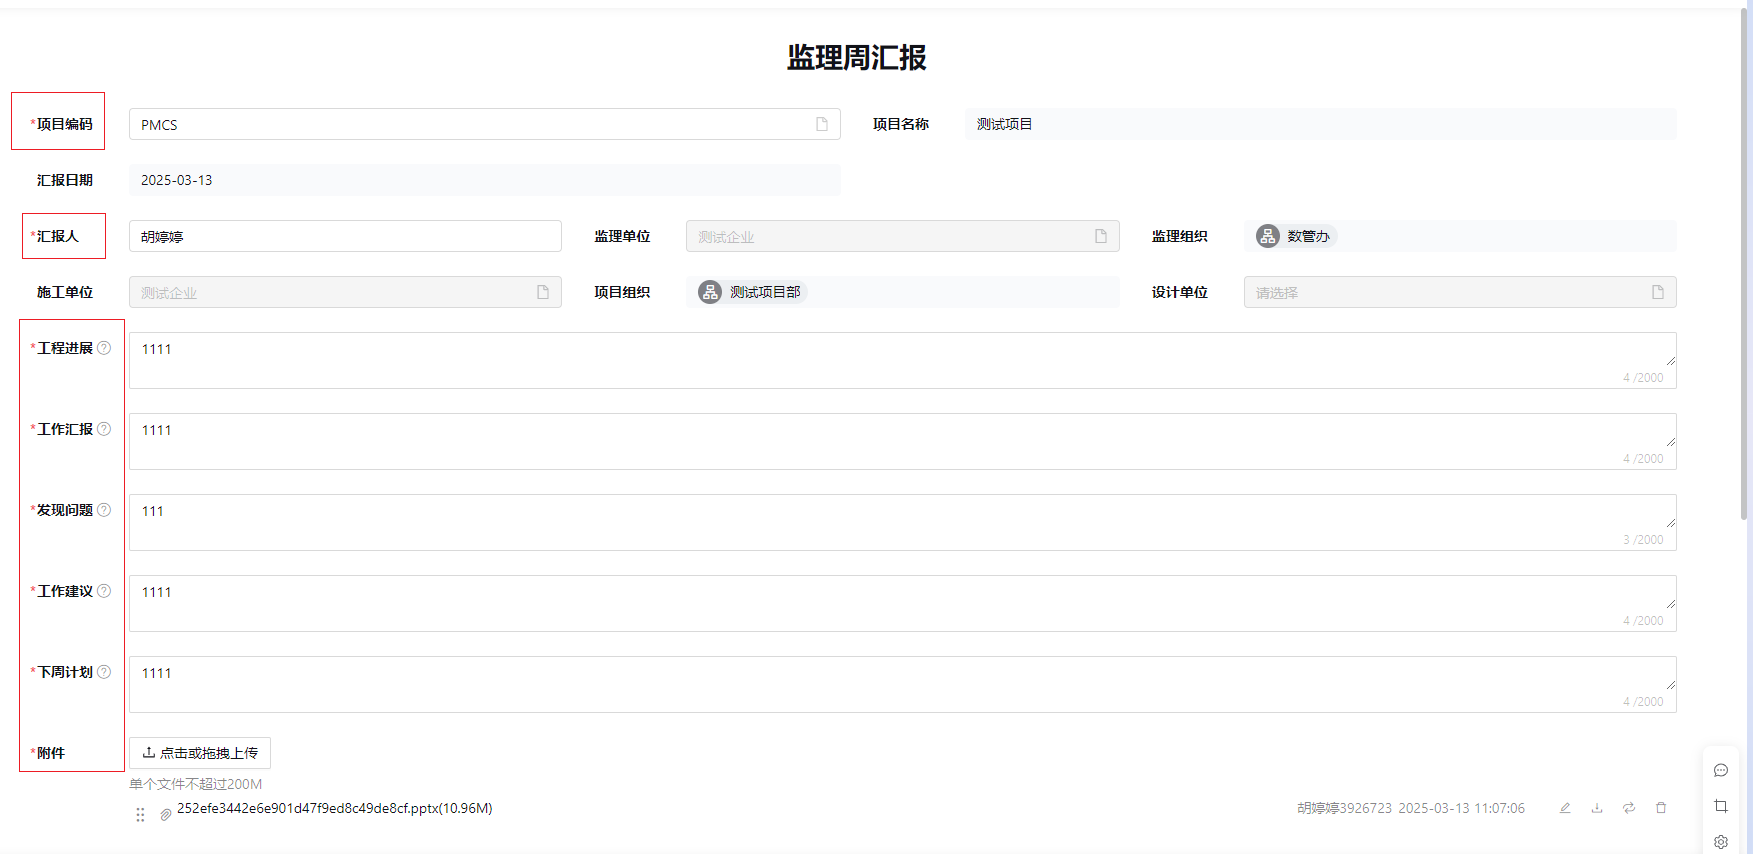 监理周汇报
*项目编码 PMCS 项目名称 测试项目
汇报日期 2025-03-13
*汇报人 胡婷婷 监理单位 测试企业 监理组织 数管办
施工单位 测试企业 项目组织 测试项目部 设计单位 请选择
*工程进展 1111
4 /2000
*工作汇报 1111
4 /2000
*发现问题 111
3 /2000
*工作建议 1111
4 /2000
*下周计划 1111
4 /2000
*附件 点击或拖拽上传
单个文件不超过200M
252efe3442e6e901d47f9ed8c49de8cf.pptx(10.96M) 胡婷婷3926723 2025-03-13 11:07:06